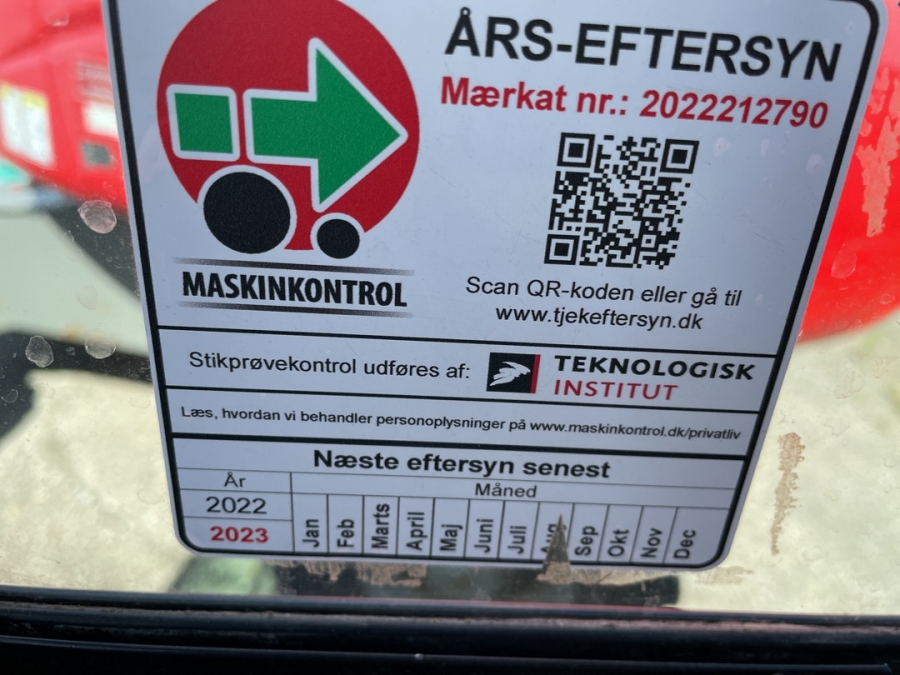 ÅRS-EFTERSYN
Mærkat nr.: 2022212790
MASKINKONTROL
Scan QR-koden eller gå til
www.tjekeftersyn.dk
Stikprøvekontrol udføres af:
TEKNOLOGISK
INSTITUT
Læs, hvordan vi behandler personoplysninger på www.maskinkontrol.dk/privatliv
Næste eftersyn senest
År
Måned
2022
2023
Jan Feb Marts April Maj Juni Juli Aug Sep Okt Nov Dec